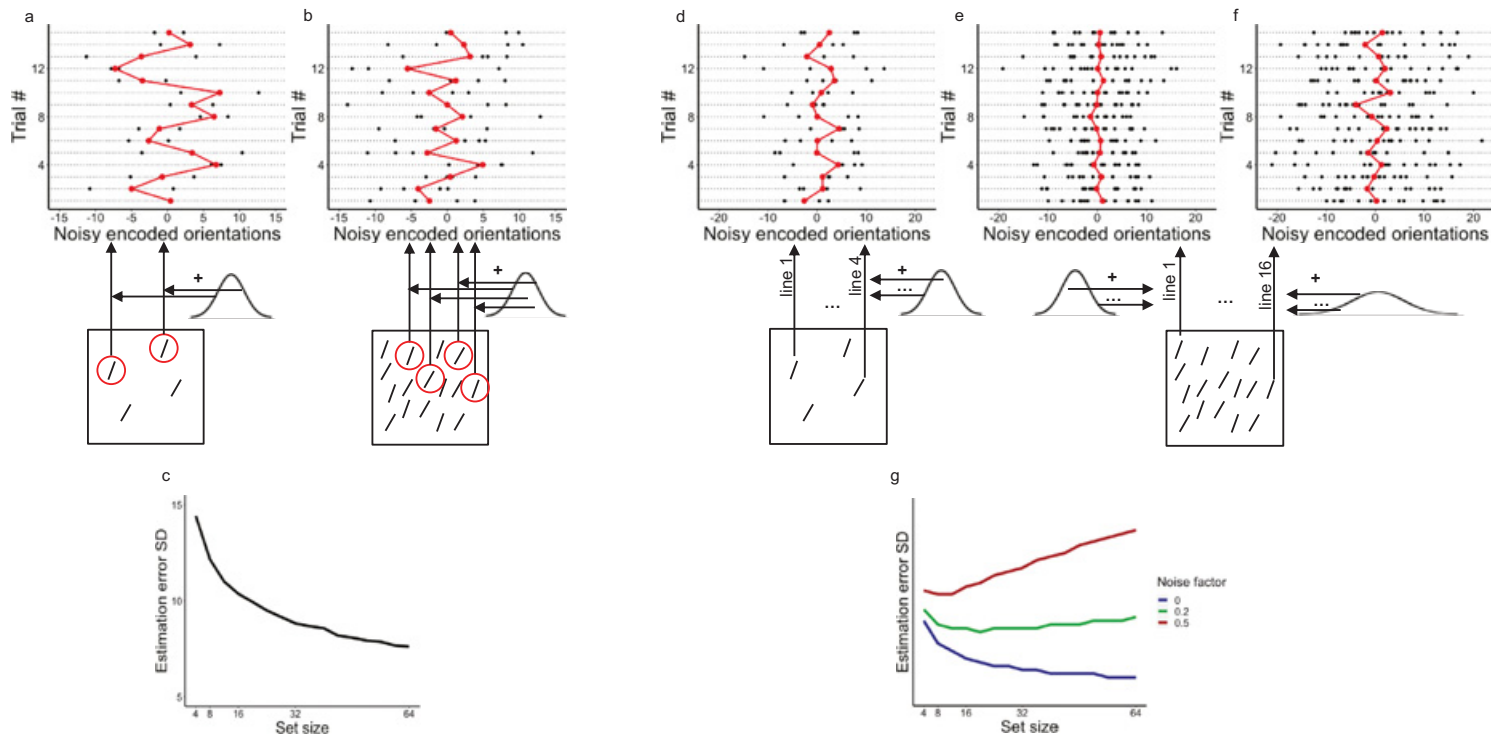 a
Trial #
12
8
4
-15
-10
-5
0
5
10
15
Noisy encoded orientations
+
b
Trial #
12
8
4
-15
-10
-5
0
5
10
15
Noisy encoded orientations
+
c
Estimation error SD
15
10
5
4
8
16
32
64
Set size
d
Trial #
12
8
4
-20
-10
0
10
20
Noisy encoded orientations
line 1
...
line 4
+
...
e
Trial #
12
8
4
-20
-10
0
10
20
Noisy encoded orientations
+
...
line 1
...
line 16
f
Trial #
12
8
4
-20
-10
0
10
20
Noisy encoded orientations
+
...
g
Estimation error SD
4
8
16
32
64
Set size
Noise factor
0
0.2
0.5